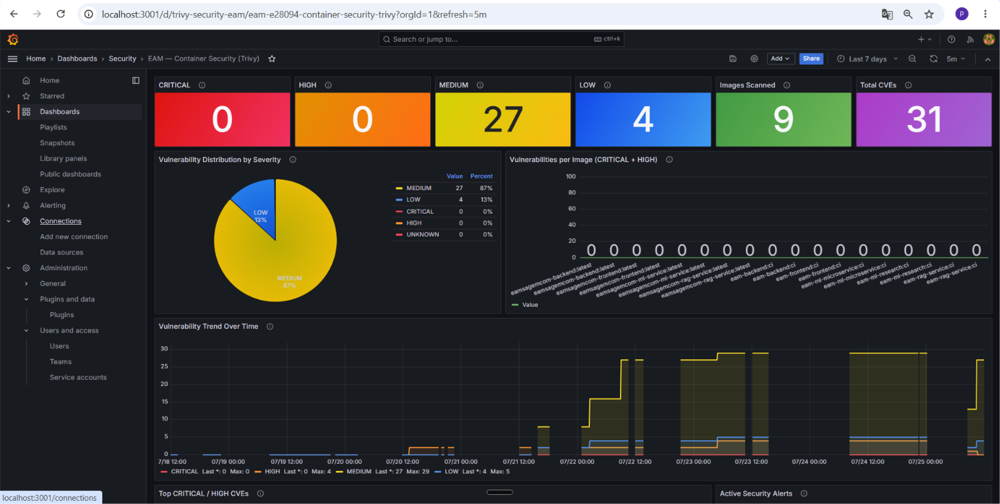 localhost:3001/d/trivy-security-eam/eam-e28094-container-security-trivy?orgId=1&refresh=5m
p
Search or jump to... ctrl+k
Home › Dashboards › Security › EAM — Container Security (Trivy)
Add
Share
Last 7 days
5m
Home
Starred
Dashboards
Playlists
Snapshots
Library panels
Public dashboards
Explore
Alerting
Connections
Add new connection
Data sources
Administration
General
Plugins and data
Plugins
Users and access
Users
Teams
Service accounts
CRITICAL
0
HIGH
0
MEDIUM
27
LOW
4
Images Scanned
9
Total CVEs
31
Vulnerability Distribution by Severity
LOW
13%
MEDIUM
87%
Value Percent
MEDIUM 27 87%
LOW 4 13%
CRITICAL 0 0%
HIGH 0 0%
UNKNOWN 0 0%
Vulnerabilities per Image (CRITICAL + HIGH)
100
80
60
40
20
0
0 0 0 0 0 0 0 0 0 0 0 0 0 0 0 0 0 0
eamsagemcom-backend:latest
eamsagemcom-backend:latest
eamsagemcom-frontend:latest
eamsagemcom-frontend:latest
eamsagemcom-ml-service:latest
eamsagemcom-ml-service:latest
eamsagemcom-rag-service:latest
eamsagemcom-rag-service:latest
eam-backend:ci
eam-backend:ci
eam-frontend:ci
eam-frontend:ci
eam-ml-microservice:ci
eam-ml-microservice:ci
eam-ml-research:ci
eam-ml-research:ci
eam-rag-service:ci
eam-rag-service:ci
Value
Vulnerability Trend Over Time
30
25
20
15
10
5
0
7/18 12:00 07/19 00:00 07/19 12:00 07/20 00:00 07/20 12:00 07/21 00:00 07/21 12:00 07/22 00:00 07/22 12:00 07/23 00:00 07/23 12:00 07/24 00:00 07/24 12:00 07/25 00:00
CRITICAL Last *: 0 Max: 0 HIGH Last *: 0 Max: 4 MEDIUM Last *: 27 Max: 29 LOW Last *: 4 Max: 5
Top CRITICAL / HIGH CVEs
Active Security Alerts
localhost:3001/connections